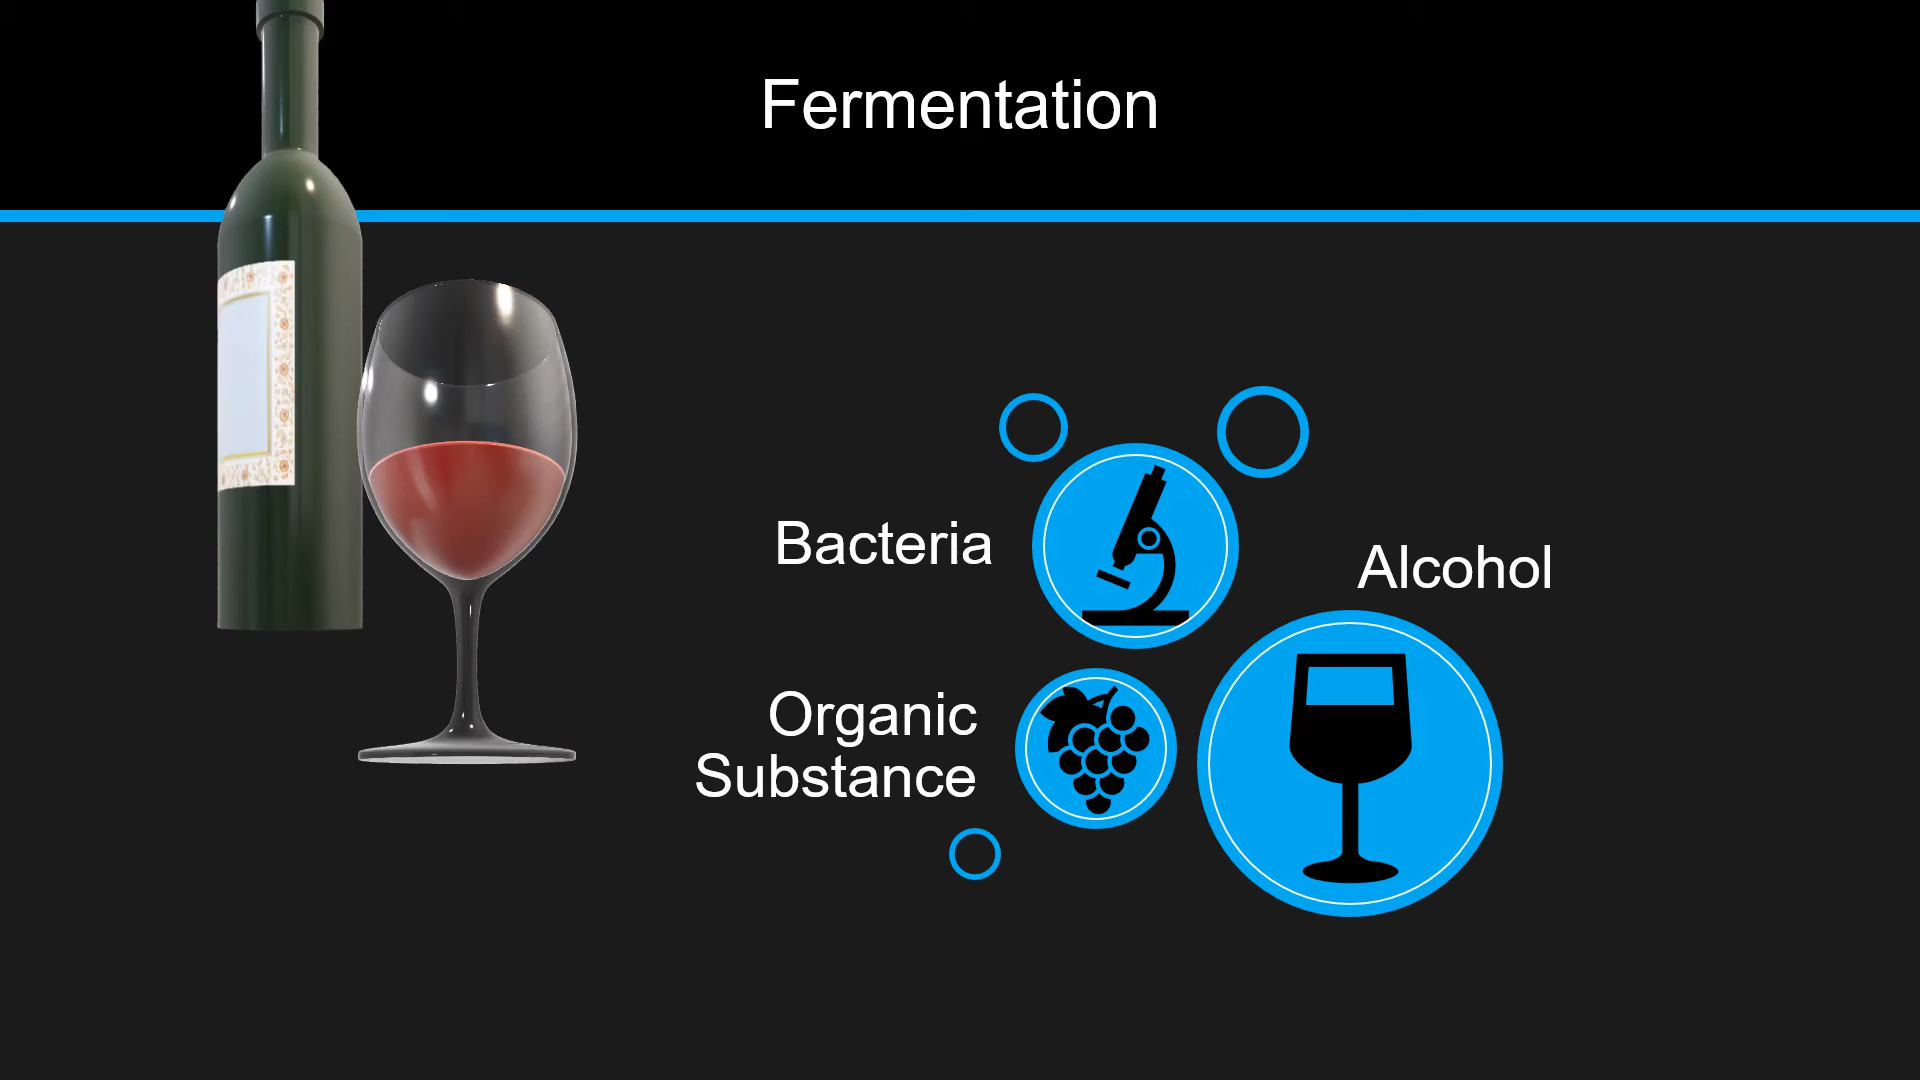 Fermentation
Bacteria
Alcohol
Organic
Substance